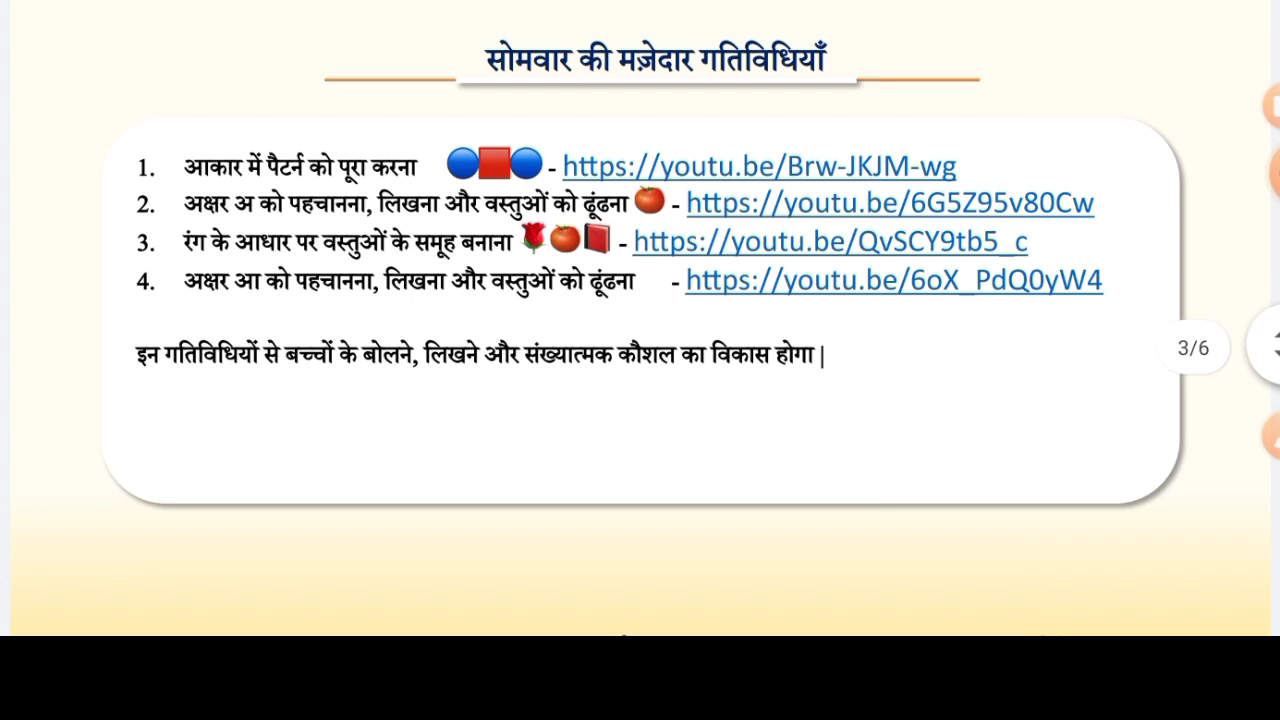 सोमवार की मज़ेदार गतिविधियाँ
1. आकार में पैटर्न को पूरा करना 🔵🟥🔵 - https://youtu.be/Brw-JKJM-wg
2. अक्षर अ को पहचानना, लिखना और वस्तुओं को ढूंढना 🍅 - https://youtu.be/6G5Z95v80Cw
3. रंग के आधार पर वस्तुओं के समूह बनाना 🌹🍅📕 - https://youtu.be/QvSCY9tb5_c
4. अक्षर आ को पहचानना, लिखना और वस्तुओं को ढूंढना - https://youtu.be/6oX_PdQ0yW4
इन गतिविधियों से बच्चों के बोलने, लिखने और संख्यात्मक कौशल का विकास होगा |
3/6